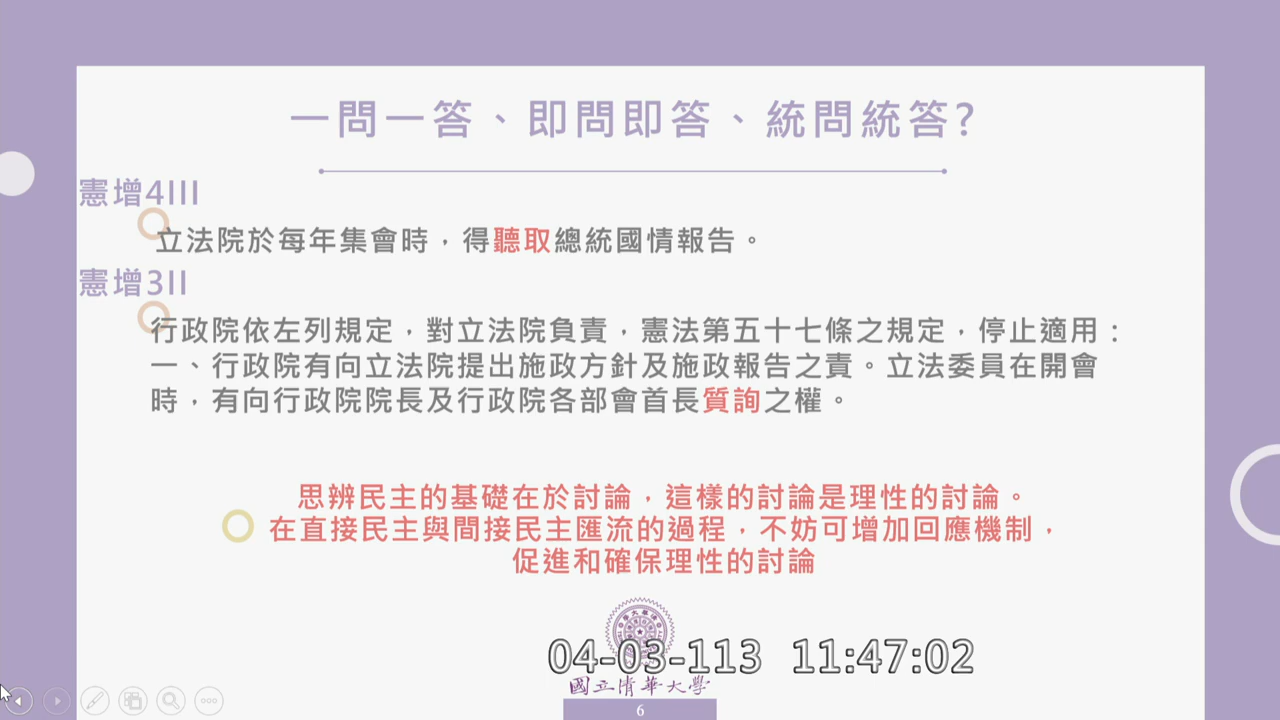 一問一答、即問即答、統問統答?
憲增4III
立法院於每年集會時，得聽取總統國情報告。
憲增3II
行政院依左列規定，對立法院負責，憲法第五十七條之規定，停止適用：
一、行政院有向立法院提出施政方針及施政報告之責。立法委員在開會
時，有向行政院院長及行政院各部會首長質詢之權。
思辨民主的基礎在於討論，這樣的討論是理性的討論。
在直接民主與間接民主匯流的過程，不妨可增加回應機制，
促進和確保理性的討論
04-03-113 11:47:02
國立清華大學
6